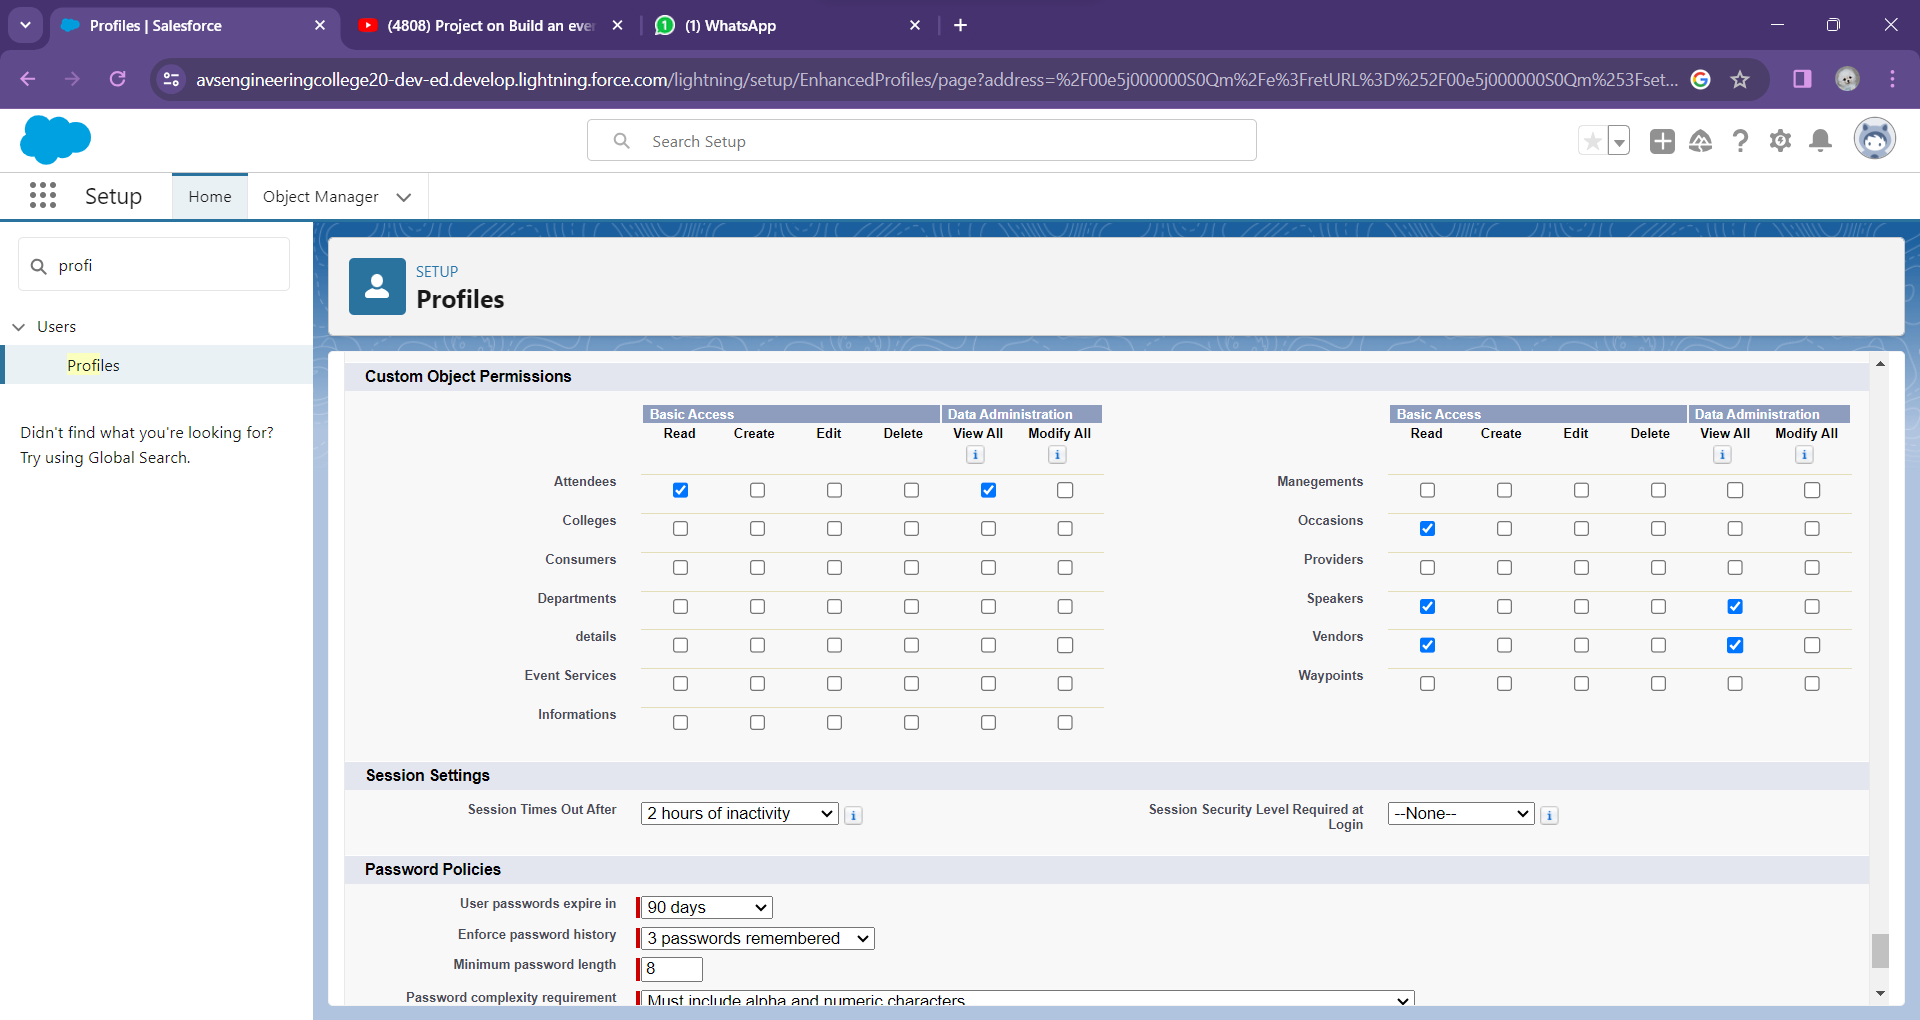 Profiles | Salesforce
(4808) Project on Build an eve
(1) WhatsApp
avsengineeringcollege20-dev-ed.develop.lightning.force.com/lightning/setup/EnhancedProfiles/page?address=%2F00e5j000000S0Qm%2Fe%3FretURL%3D%252F00e5j000000S0Qm%253Fset...
Search Setup
Setup
Home
Object Manager
profi
Users
Profiles
Didn't find what you're looking for?
Try using Global Search.
SETUP
Profiles
Custom Object Permissions
Basic Access Data Administration Basic Access Data Administration
Read Create Edit Delete View All Modify All Read Create Edit Delete View All Modify All
Attendees Manegements
Colleges Occasions
Consumers Providers
Departments Speakers
details Vendors
Event Services Waypoints
Informations
Session Settings
Session Times Out After 2 hours of inactivity Session Security Level Required at Login --None--
Password Policies
User passwords expire in 90 days
Enforce password history 3 passwords remembered
Minimum password length 8
Password complexity requirement Must include alpha and numeric characters